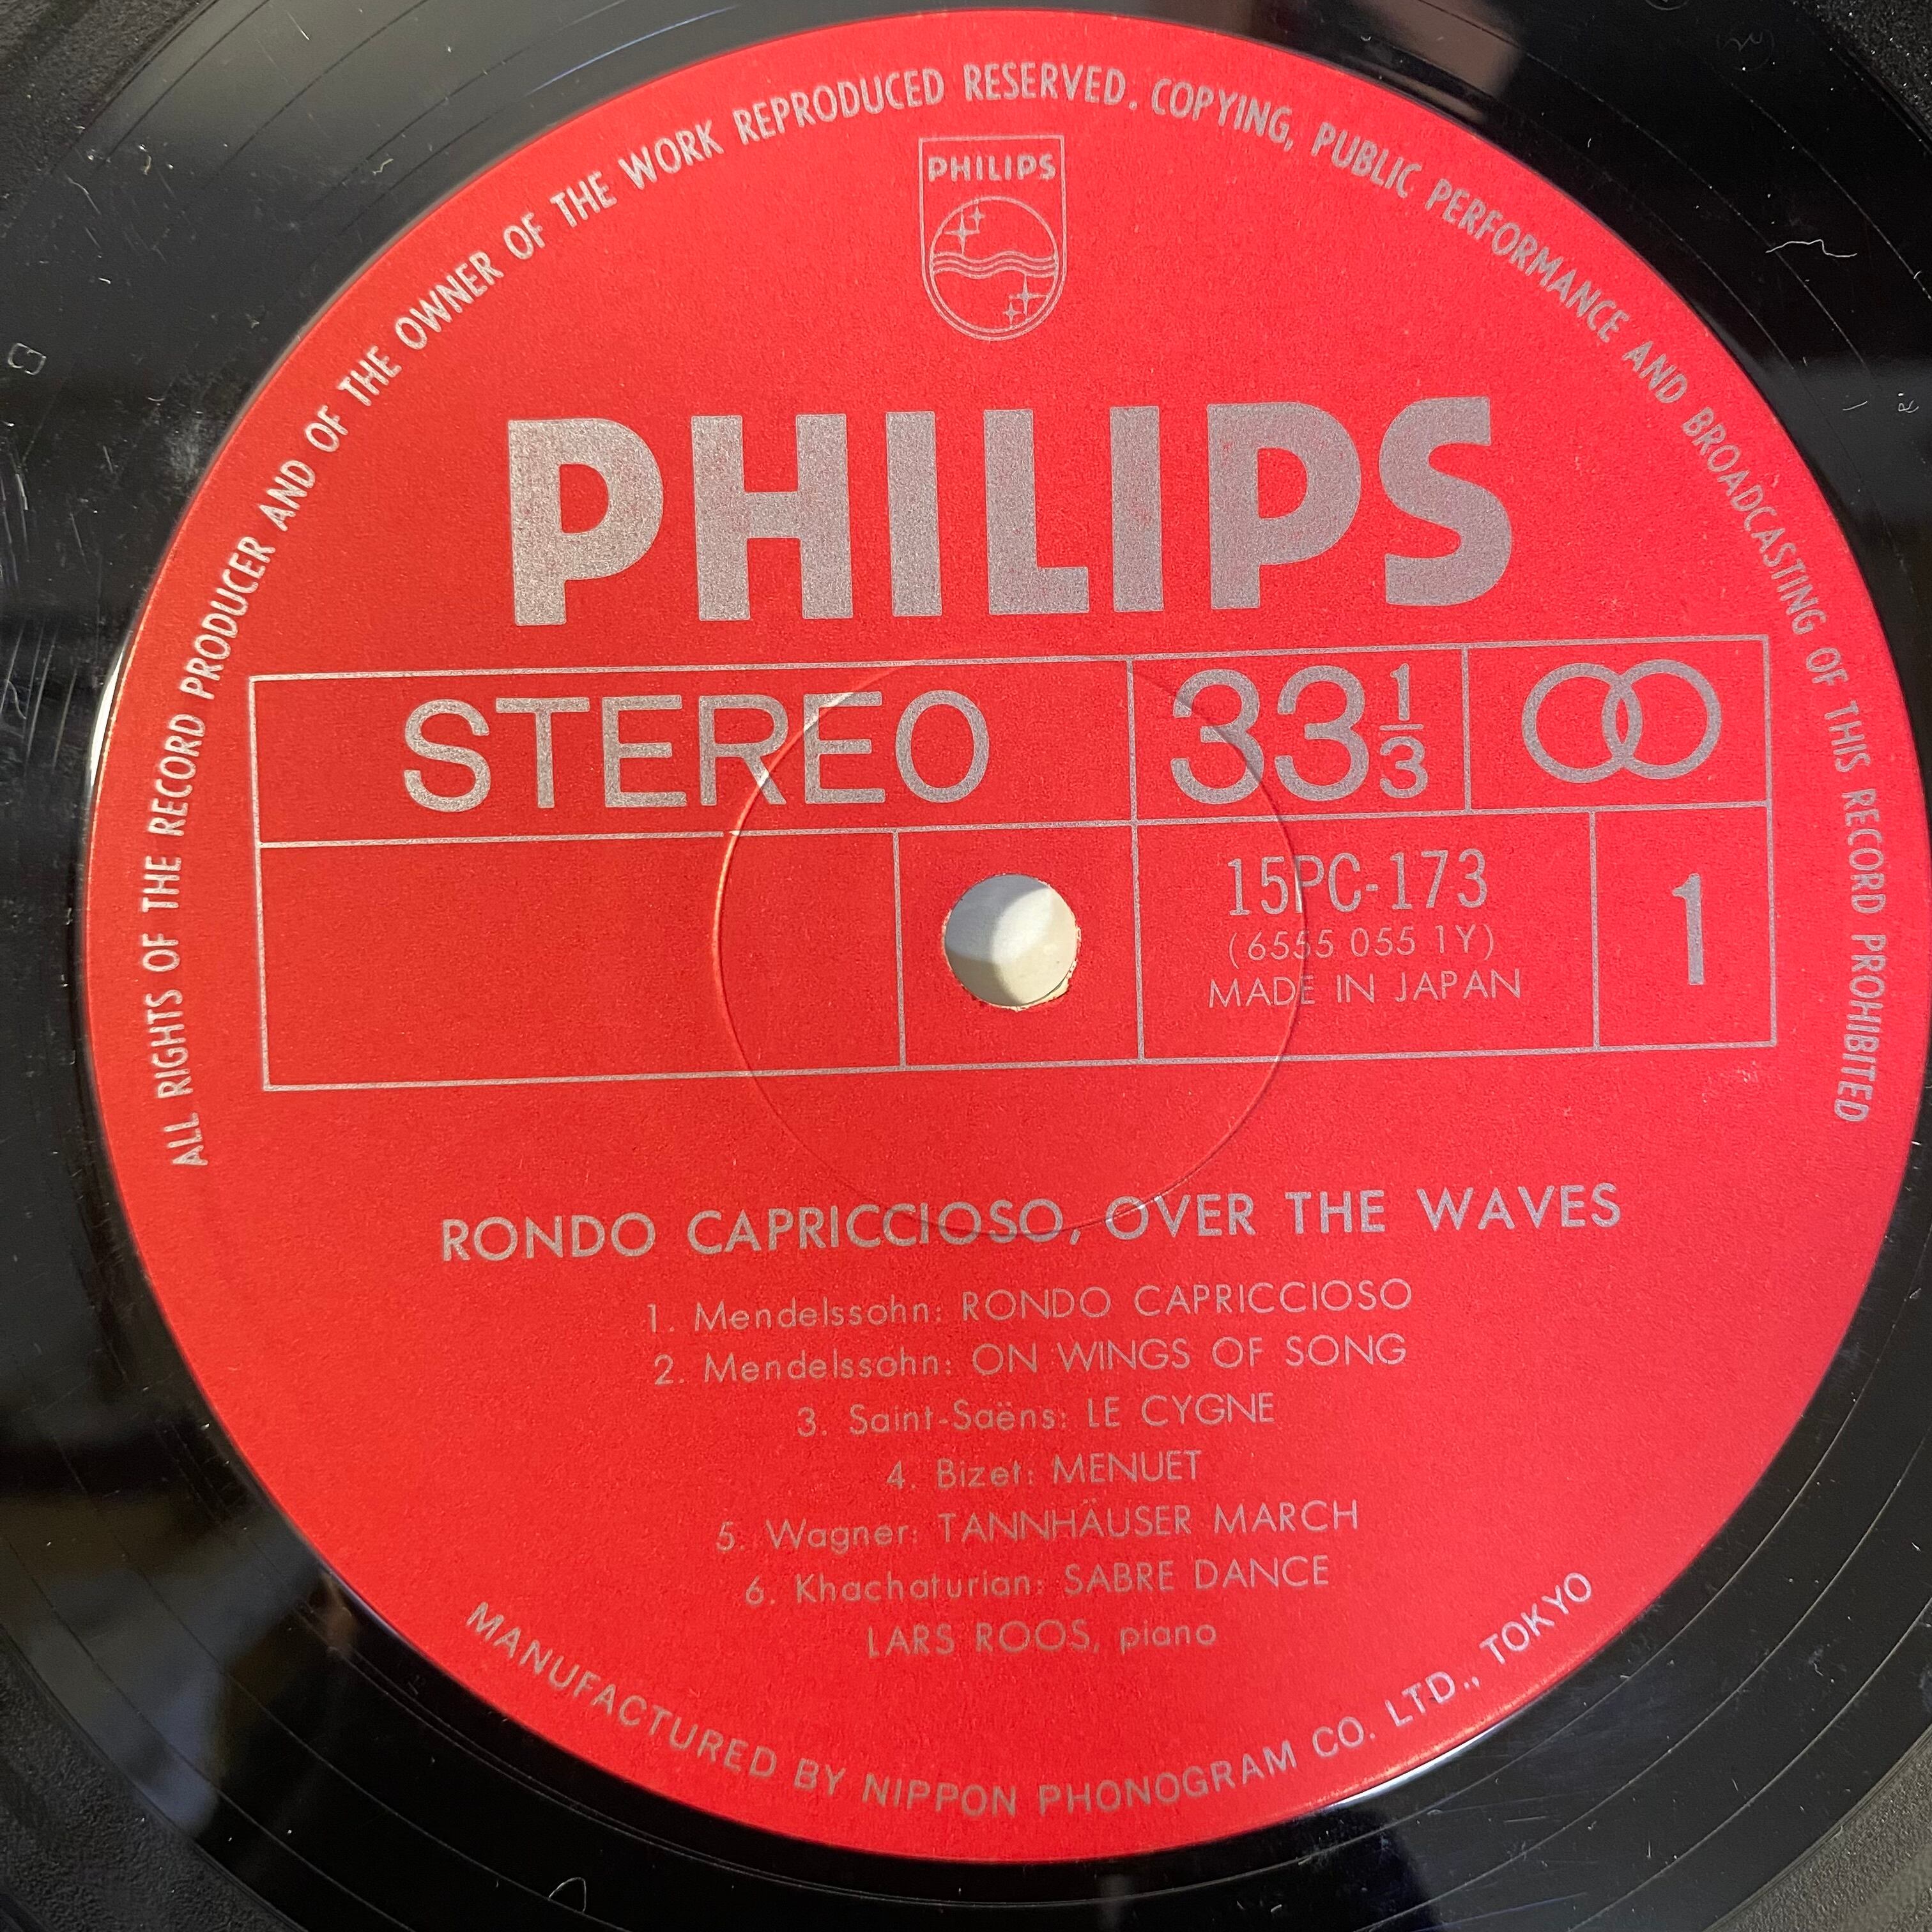 ALL RIGHTS OF THE RECORD PRODUCER AND OF THE OWNER OF THE WORK REPRODUCED RESERVED. COPYING, PUBLIC PERFORMANCE AND BROADCASTING OF THIS RECORD PROHIBITED
PHILIPS
PHILIPS
STEREO 33 1/3
15PC-173 1
(6555 055 1Y)
MADE IN JAPAN
RONDO CAPRICCIOSO, OVER THE WAVES
1. Mendelssohn: RONDO CAPRICCIOSO
2. Mendelssohn: ON WINGS OF SONG
3. Saint-Saëns: LE CYGNE
4. Bizet: MENUET
5. Wagner: TANNHÄUSER MARCH
6. Khachaturian: SABRE DANCE
LARS ROOS, piano
MANUFACTURED BY NIPPON PHONOGRAM CO. LTD., TOKYO